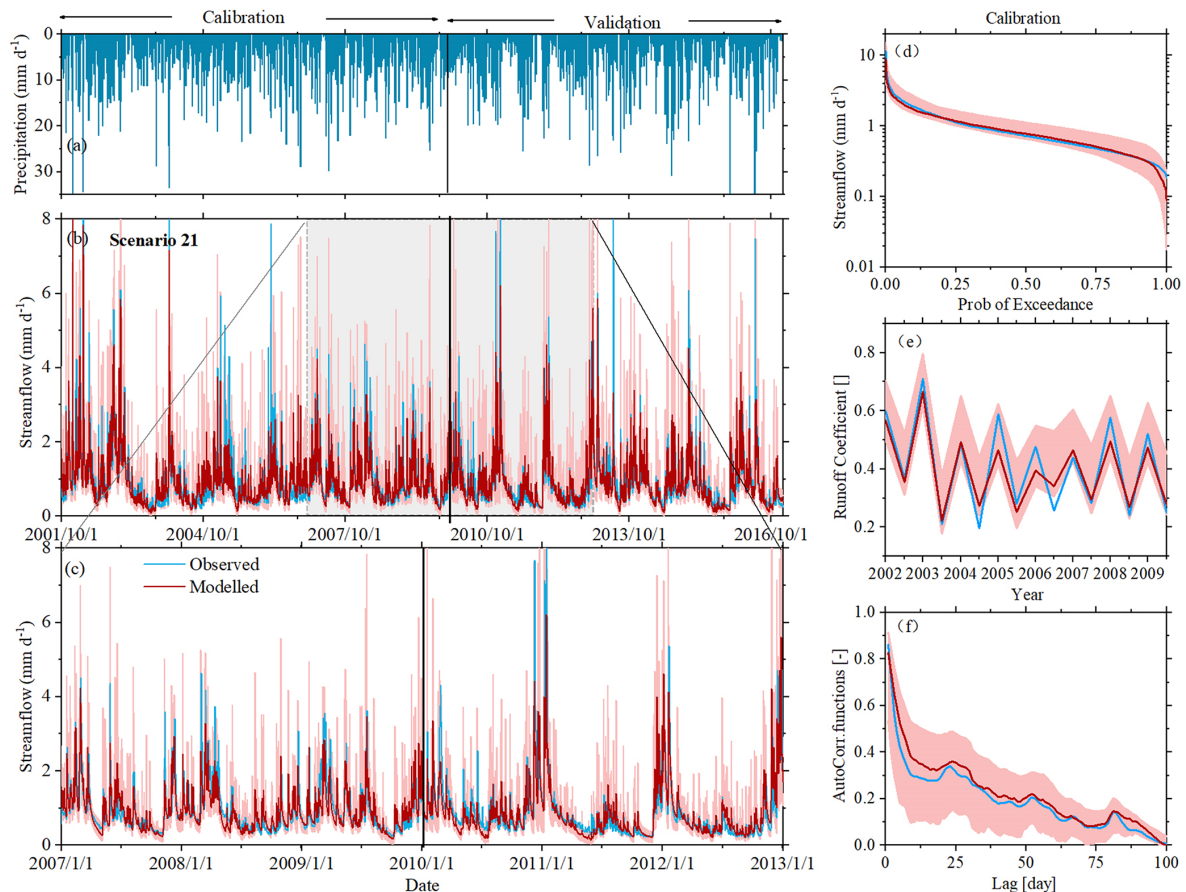 Calibration
Validation
0
10
20
30
Precipitation (mm d⁻¹)
(a)
8
6
4
2
0
Streamflow (mm d⁻¹)
(b)
Scenario 21
2001/10/1
2004/10/1
2007/10/1
2010/10/1
2013/10/1
2016/10/1
8
6
4
2
0
Streamflow (mm d⁻¹)
(c)
Observed
Modelled
2007/1/1
2008/1/1
2009/1/1
2010/1/1
2011/1/1
2012/1/1
2013/1/1
Date
Calibration
(d)
10
1
0.1
0.01
Streamflow (mm d⁻¹)
0.00
0.25
0.50
0.75
1.00
Prob of Exceedance
(e)
0.8
0.6
0.4
0.2
Runoff Coefficient []
2002
2003
2004
2005
2006
2007
2008
2009
Year
(f)
1.0
0.8
0.6
0.4
0.2
0.0
AutoCorr.functions [-]
0
25
50
75
100
Lag [day]